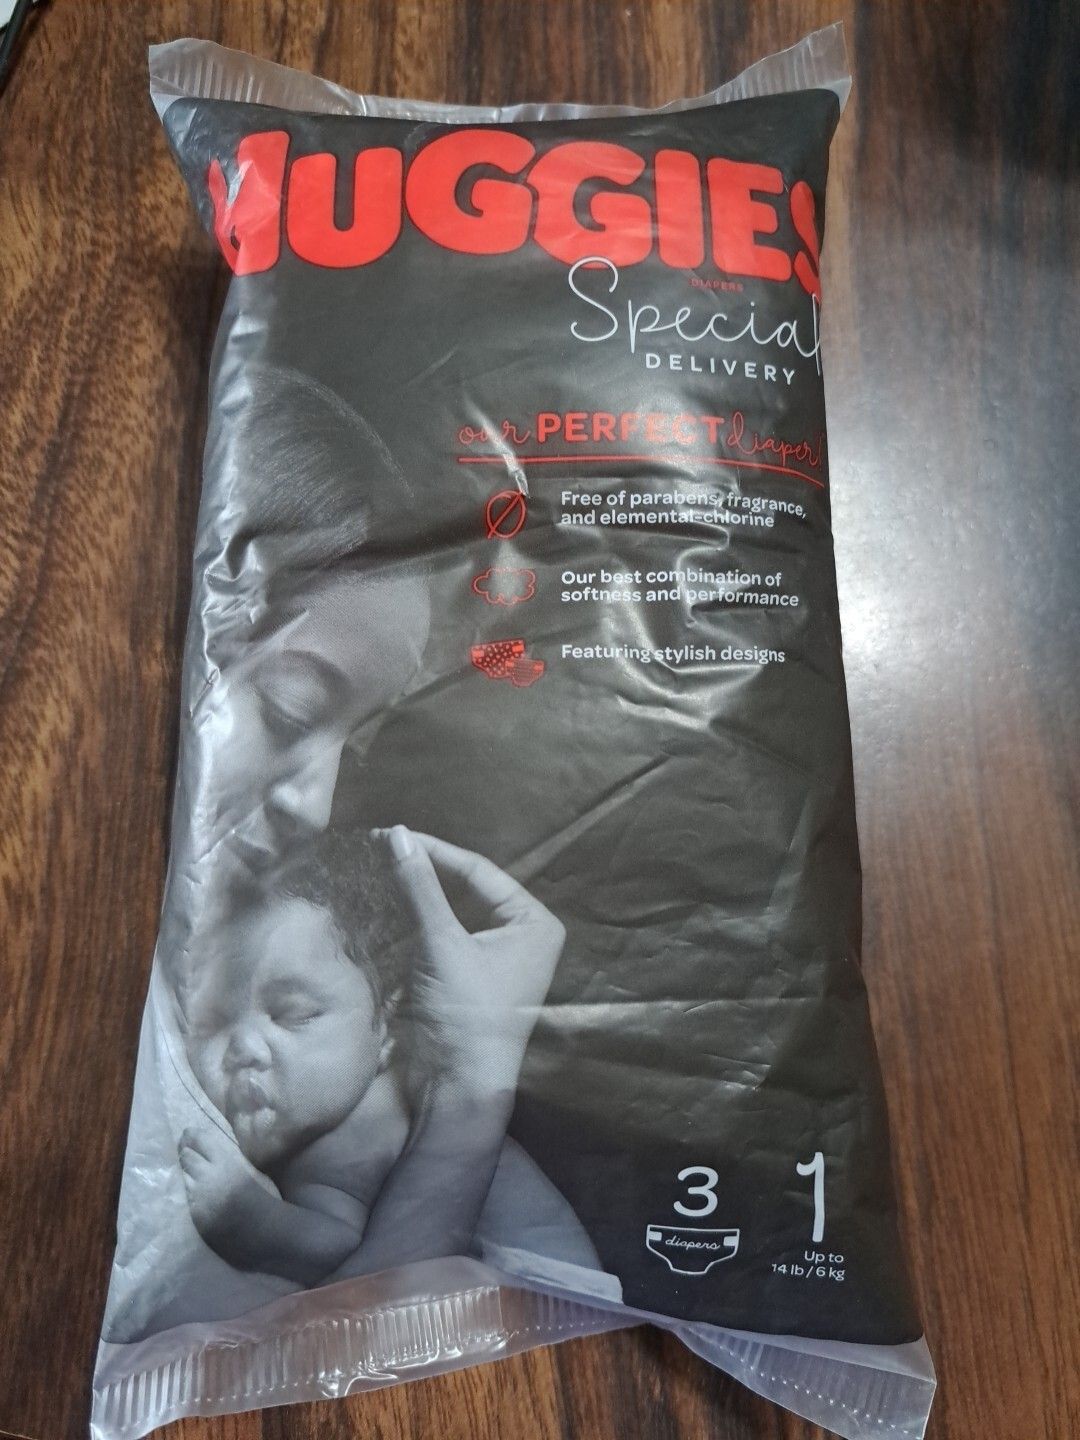 HUGGIES
DIAPERS
Special
DELIVERY
our PERFECT diaper!
Free of parabens, fragrance,
and elemental-chlorine
Our best combination of
softness and performance
Featuring stylish designs
3
diapers
1
Up to
14 lb / 6 kg